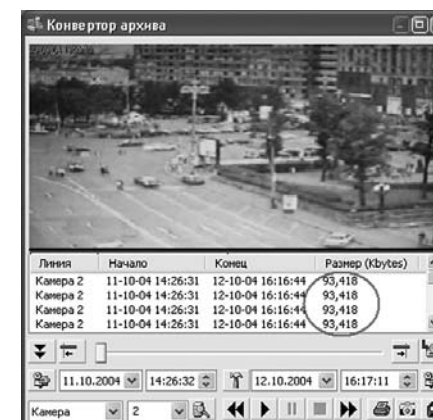 Конвертор архива
Линия Начало Конец Размер (Kbytes)
Камера 2 11-10-04 14:26:31 12-10-04 16:16:44 93,418
Камера 2 11-10-04 14:26:31 12-10-04 16:16:44 93,418
Камера 2 11-10-04 14:26:31 12-10-04 16:16:44 93,418
Камера 2 11-10-04 14:26:31 12-10-04 16:16:44 93,418
11.10.2004 14:26:32 12.10.2004 16:17:11
Камера 2